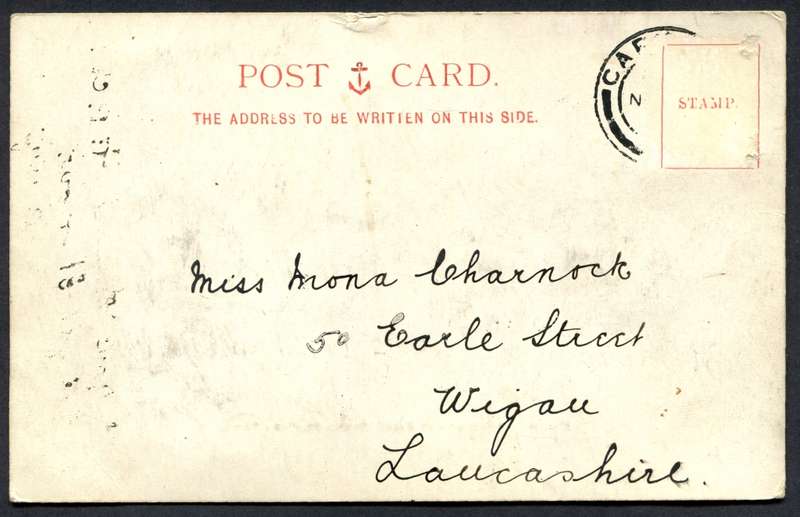 POST CARD.
THE ADDRESS TO BE WRITTEN ON THIS SIDE.
STAMP.
Miss Mona Charnock
50 Earle Street
Wigan
Lancashire.